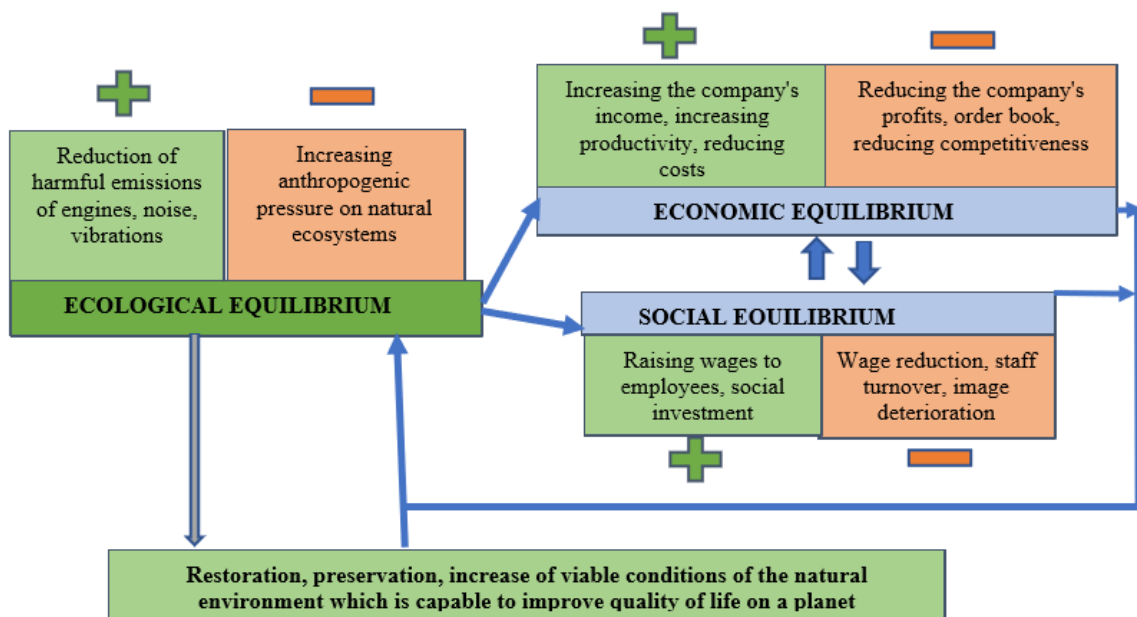 Reduction of
harmful emissions
of engines, noise,
vibrations
Increasing
anthropogenic
pressure on natural
ecosystems
ECOLOGICAL EQUILIBRIUM
Increasing the company's
income, increasing
productivity, reducing
costs
Reducing the company's
profits, order book,
reducing competitiveness
ECONOMIC EQUILIBRIUM
SOCIAL EOUILIBRIUM
Raising wages to
employees, social
investment
Wage reduction, staff
turnover, image
deterioration
Restoration, preservation, increase of viable conditions of the natural
environment which is capable to improve quality of life on a planet